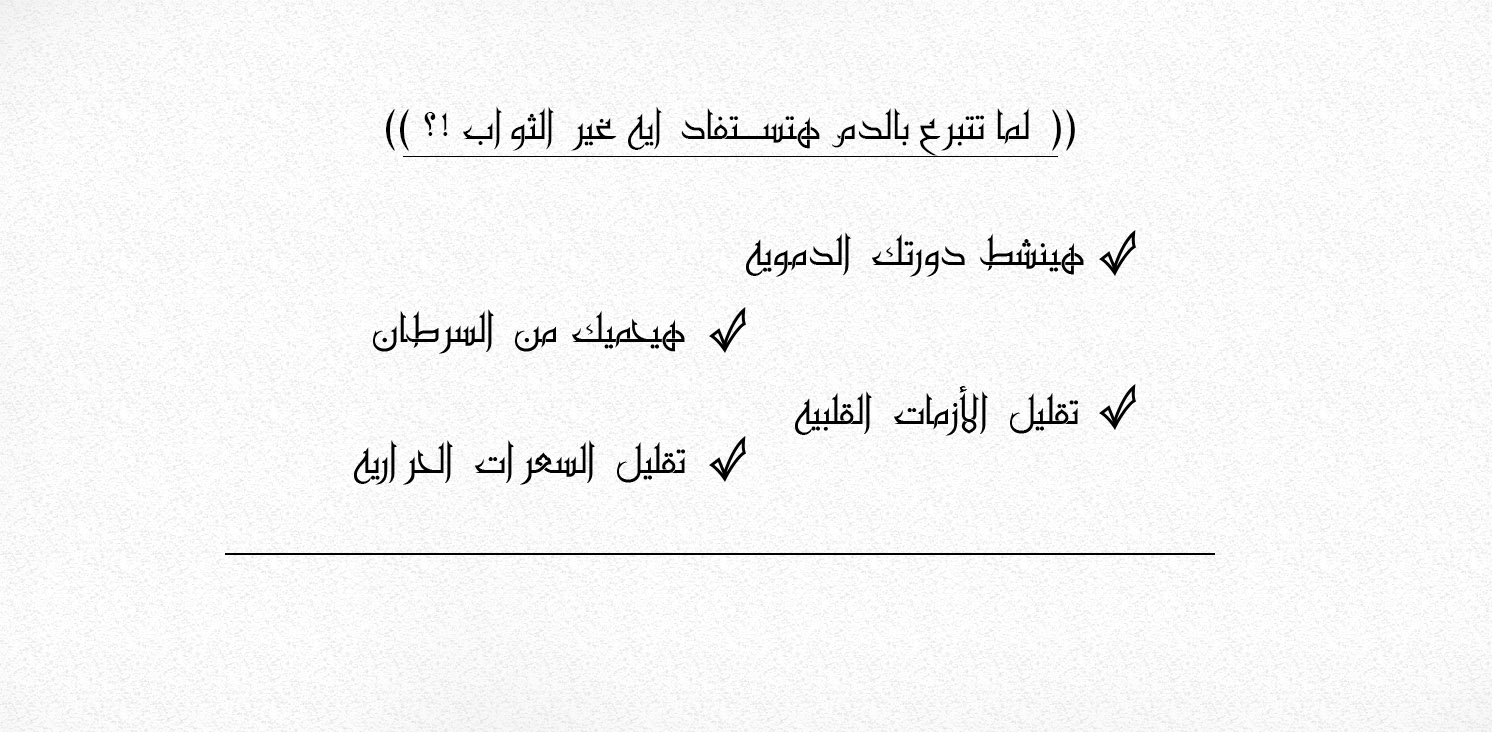 (( لما تتبرع بالدم هتستفاد ايه غير الثواب !؟ ))
هينشط دورتك الدمويه
هيحميك من السرطان
تقليل الأزمات القلبيه
تقليل السعرات الحراريه